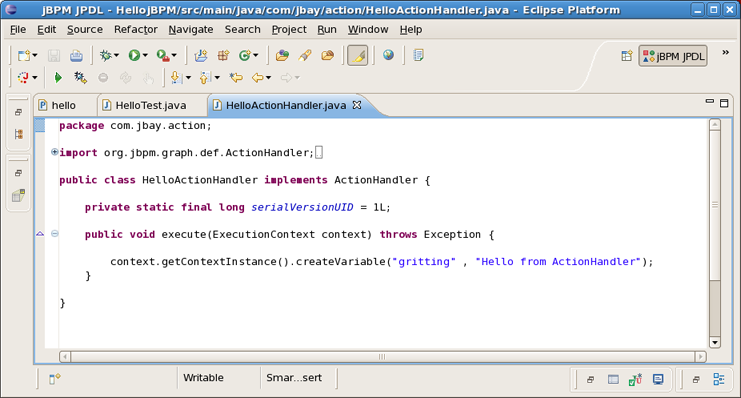 jBPM JPDL - HellojBPM/src/main/java/com/jbay/action/HelloActionHandler.java - Eclipse Platform
File Edit Source Refactor Navigate Search Project Run Window Help
jBPM JPDL
hello HelloTest.java HelloActionHandler.java
package com.jbay.action;
import org.jbpm.graph.def.ActionHandler;
public class HelloActionHandler implements ActionHandler {
private static final long serialVersionUID = 1L;
public void execute(ExecutionContext context) throws Exception {
context.getContextInstance().createVariable("gritting" , "Hello from ActionHandler");
}
}
Writable Smar...sert